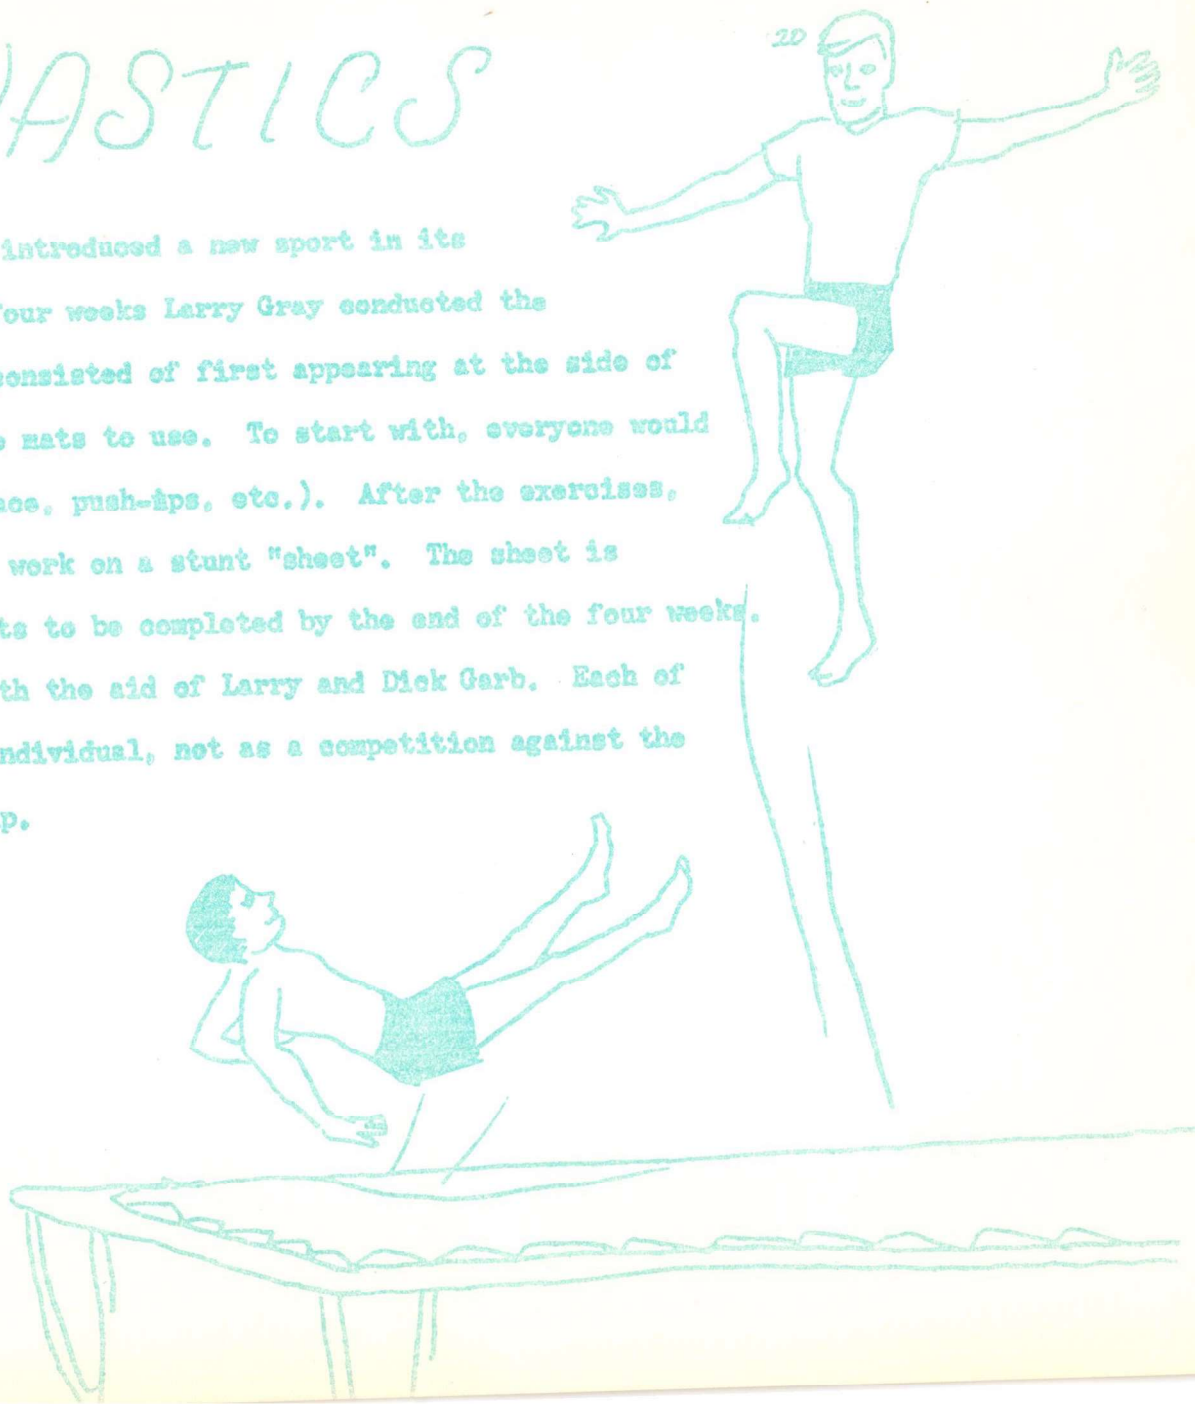 NASTICS
20
introduced a new sport in its
four weeks Larry Gray conducted the
consisted of first appearing at the side of
mats to use. To start with, everyone would
push-ups, etc.). After the exercises,
work on a stunt "sheet". The sheet is
ts to be completed by the end of the four weeks.
th the aid of Larry and Dick Garb. Each of
ndividual, not as a competition against the
p.